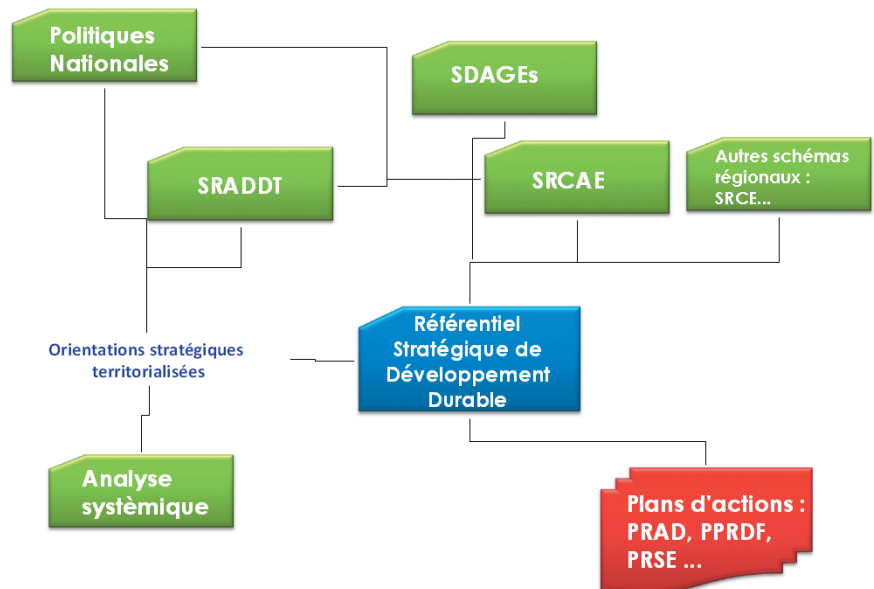 Politiques
Nationales
SDAGEs
SRADDT
SRCAE
Autres schémas
régionaux :
SRCE...
Orientations stratégiques
territorialisées
Référentiel
Stratégique de
Développement
Durable
Analyse
systèmique
Plans d'actions :
PRAD, PPRDF,
PRSE ...